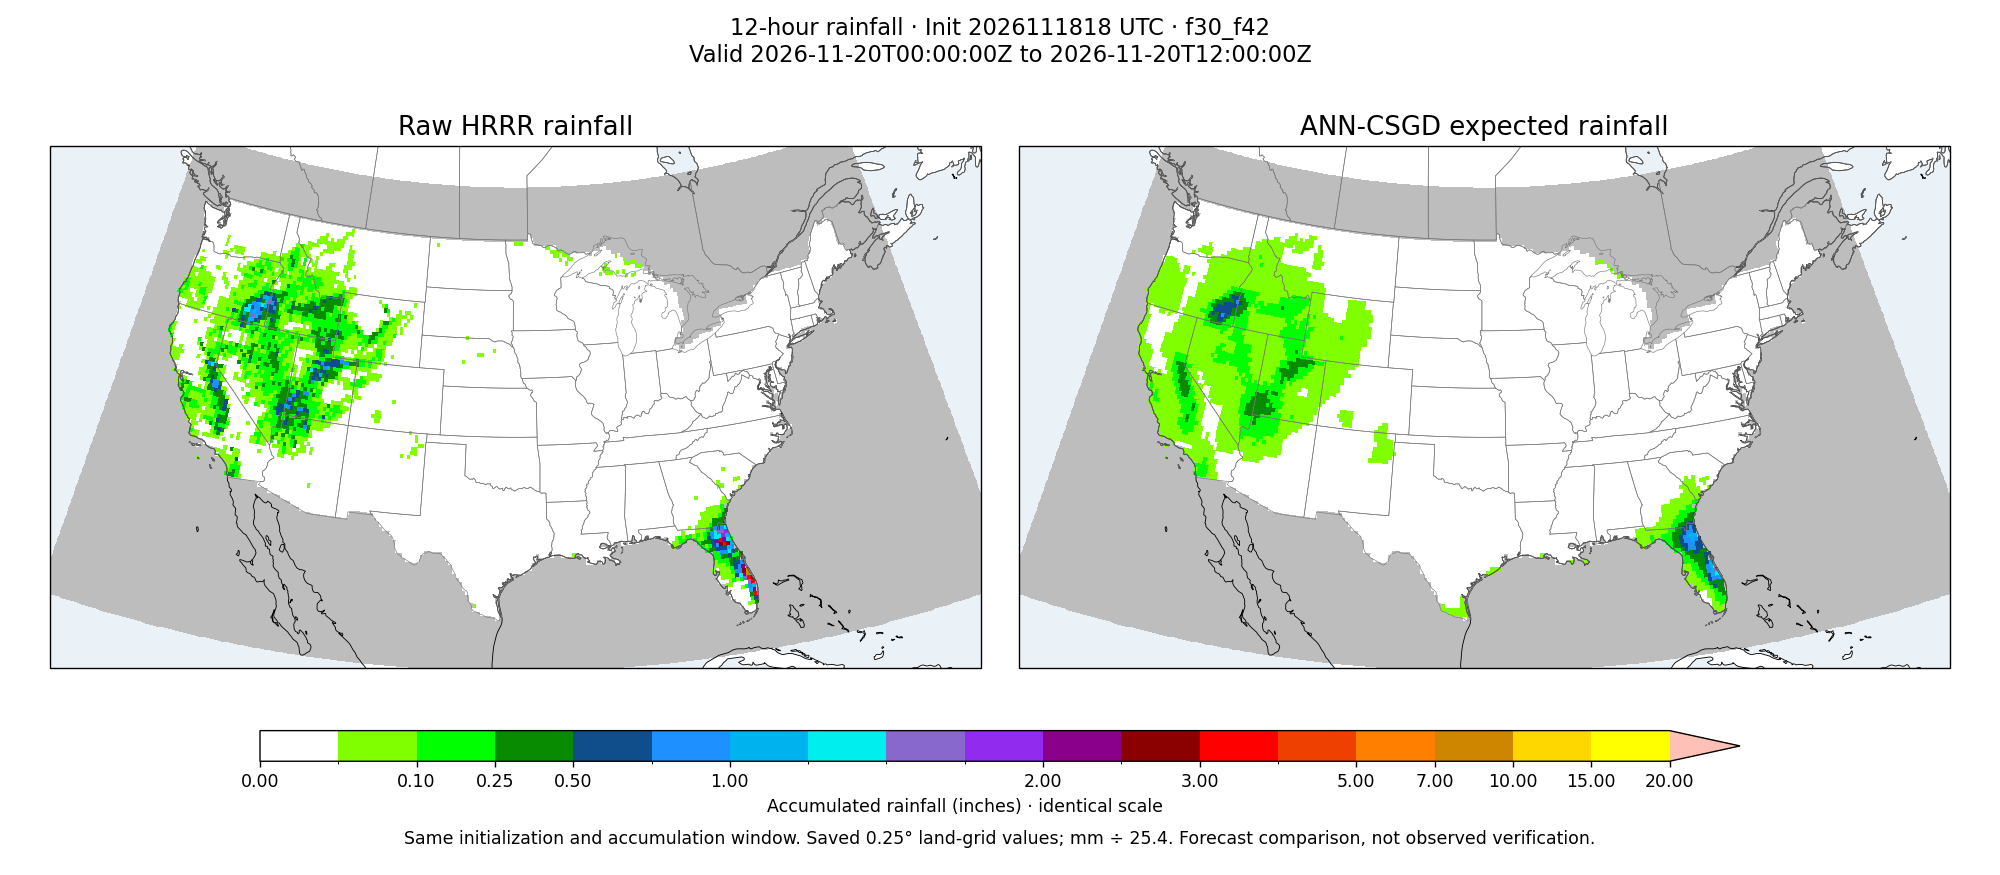 12-hour rainfall · Init 2026111818 UTC · f30_f42
Valid 2026-11-20T00:00:00Z to 2026-11-20T12:00:00Z
Raw HRRR rainfall
ANN-CSGD expected rainfall
0.00 0.10 0.25 0.50 1.00 2.00 3.00 5.00 7.00 10.00 15.00 20.00
Accumulated rainfall (inches) · identical scale
Same initialization and accumulation window. Saved 0.25° land-grid values; mm ÷ 25.4. Forecast comparison, not observed verification.